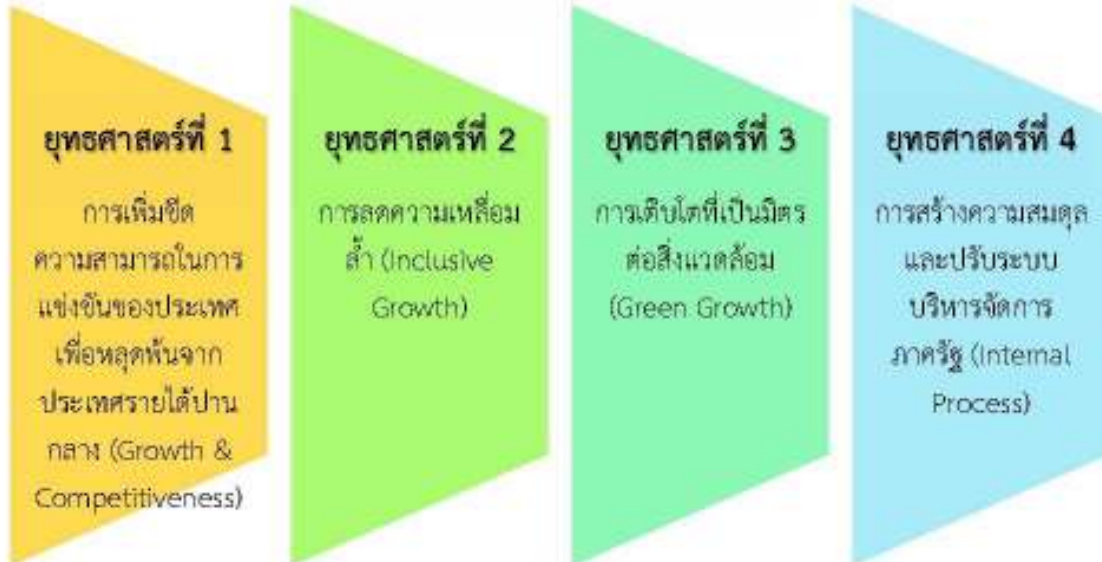 ยุทธศาสตร์ที่ 1
การเพิ่มขีด
ความสามารถในการ
แข่งขันของประเทศ
เพื่อหลุดพ้นจาก
ประเทศรายได้ปาน
กลาง (Growth &
Competitiveness)
ยุทธศาสตร์ที่ 2
การลดความเหลื่อม
ล้ำ (Inclusive
Growth)
ยุทธศาสตร์ที่ 3
การเติบโตที่เป็นมิตร
ต่อสิ่งแวดล้อม
(Green Growth)
ยุทธศาสตร์ที่ 4
การสร้างความสมดุล
และปรับระบบ
บริหารจัดการ
ภาครัฐ (Internal
Process)